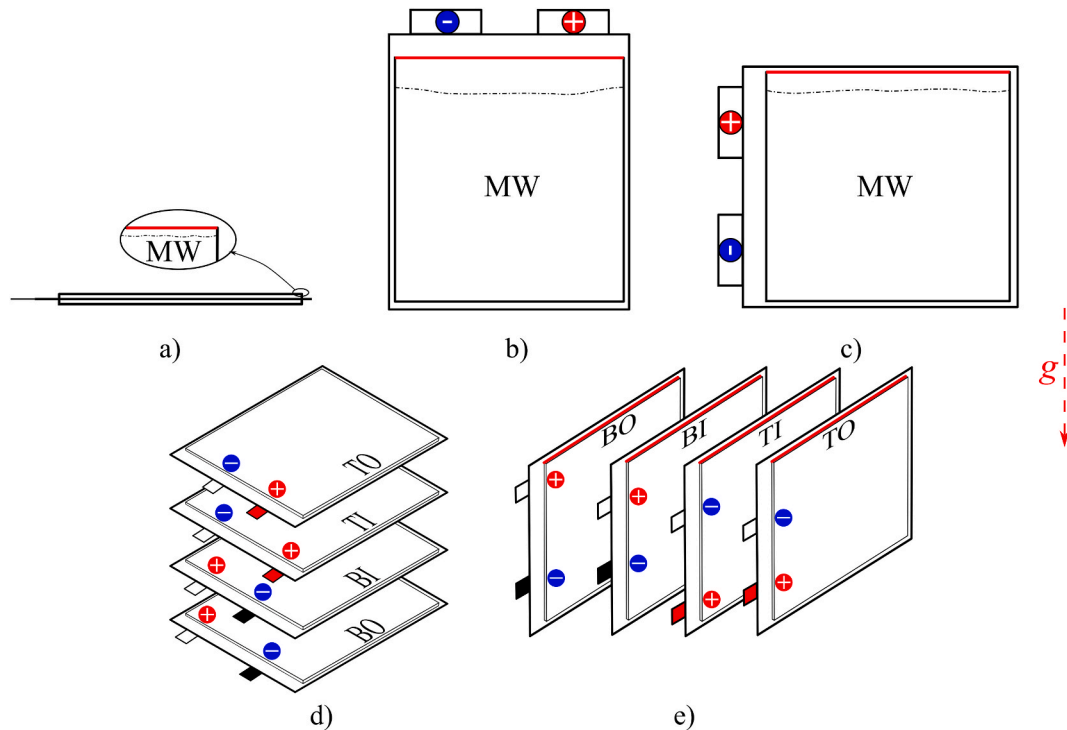 − +
MW
MW
+
MW
−
a)
b)
c)
g
TO
− +
TI
− +
BI
+ −
BO
+ −
BO
+
−
BI
+
−
TI
−
+
TO
−
+
d)
e)